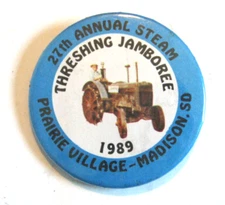 27th ANNUAL STEAM
THRESHING JAMBOREE
1989
PRAIRIE VILLAGE-MADISON, SD